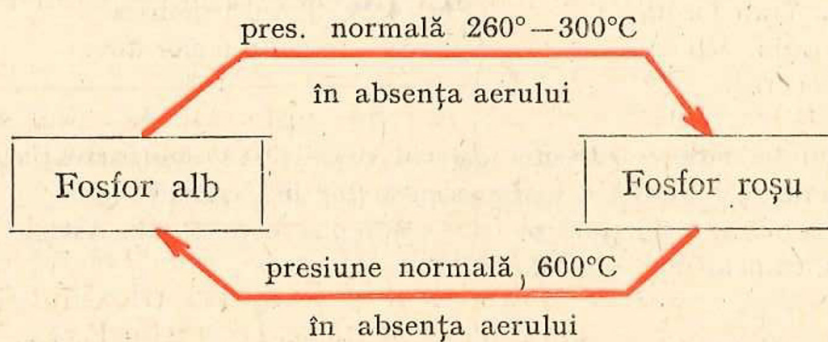 pres. normală 260°—300°C
în absența aerului
Fosfor alb
Fosfor roșu
presiune normală, 600°C
în absența aerului